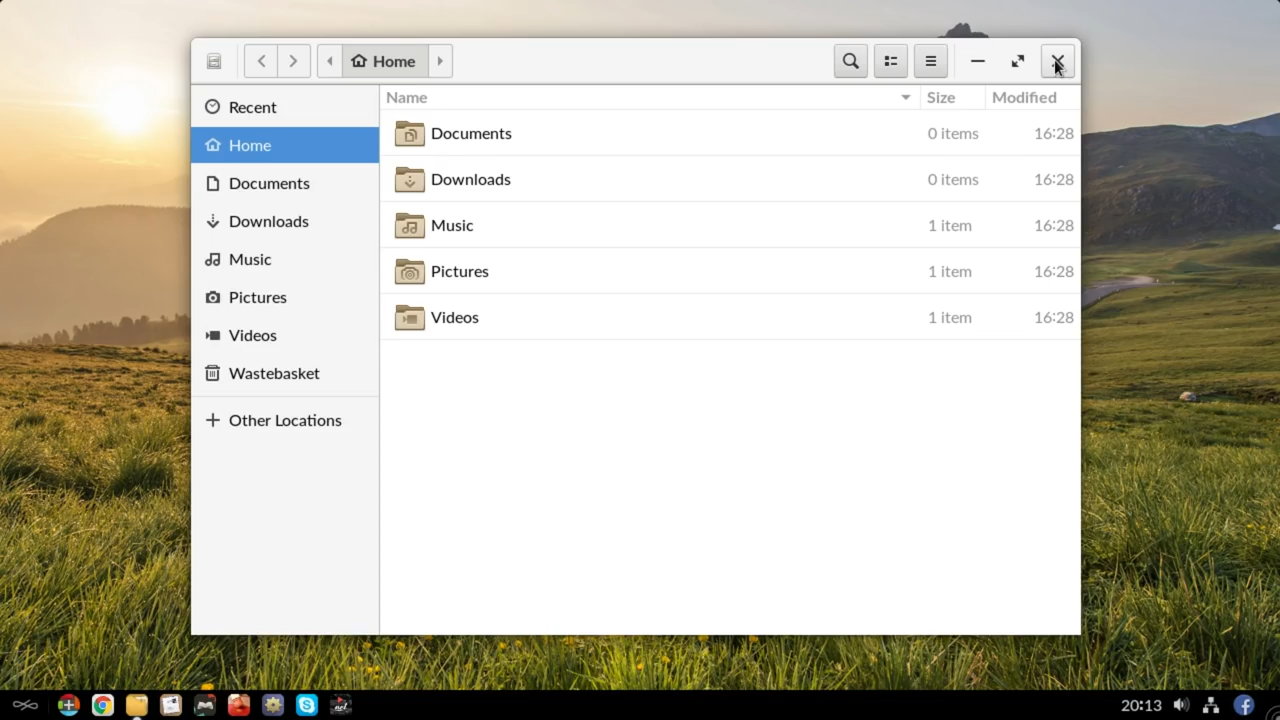 Home
Recent
Home
Documents
Downloads
Music
Pictures
Videos
Wastebasket
Other Locations
Name Size Modified
Documents 0 items 16:28
Downloads 0 items 16:28
Music 1 item 16:28
Pictures 1 item 16:28
Videos 1 item 16:28
20:13